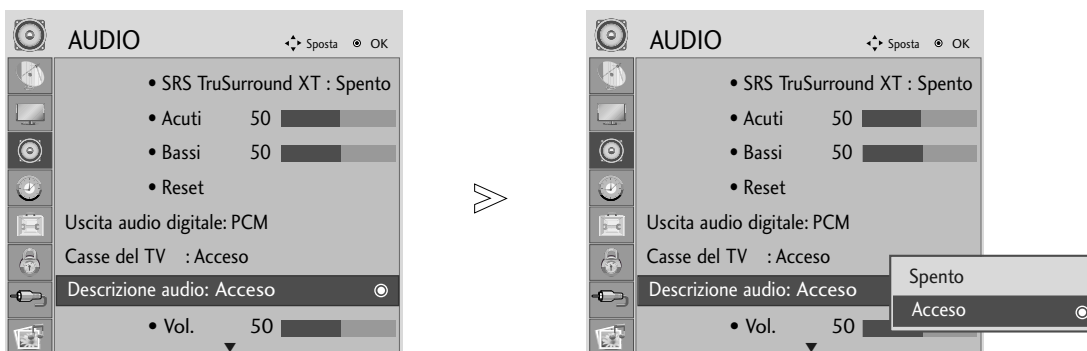 AUDIO Sposta OK
• SRS TruSurround XT : Spento
• Acuti 50
• Bassi 50
• Reset
Uscita audio digitale: PCM
Casse del TV : Acceso
Descrizione audio: Acceso
• Vol. 50
AUDIO Sposta OK
• SRS TruSurround XT : Spento
• Acuti 50
• Bassi 50
• Reset
Uscita audio digitale: PCM
Casse del TV : Acceso
Descrizione audio: Acceso
• Vol. 50
Spento
Acceso